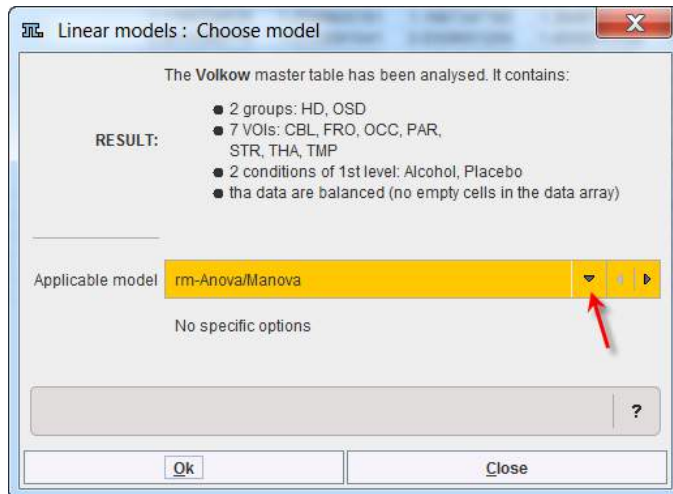 Linear models : Choose model
The Volkow master table has been analysed. It contains:
RESULT:
2 groups: HD, OSD
7 VOIs: CBL, FRO, OCC, PAR,
STR, THA, TMP
2 conditions of 1st level: Alcohol, Placebo
tha data are balanced (no empty cells in the data array)
Applicable model rm-Anova/Manova
No specific options
?
Ok Close